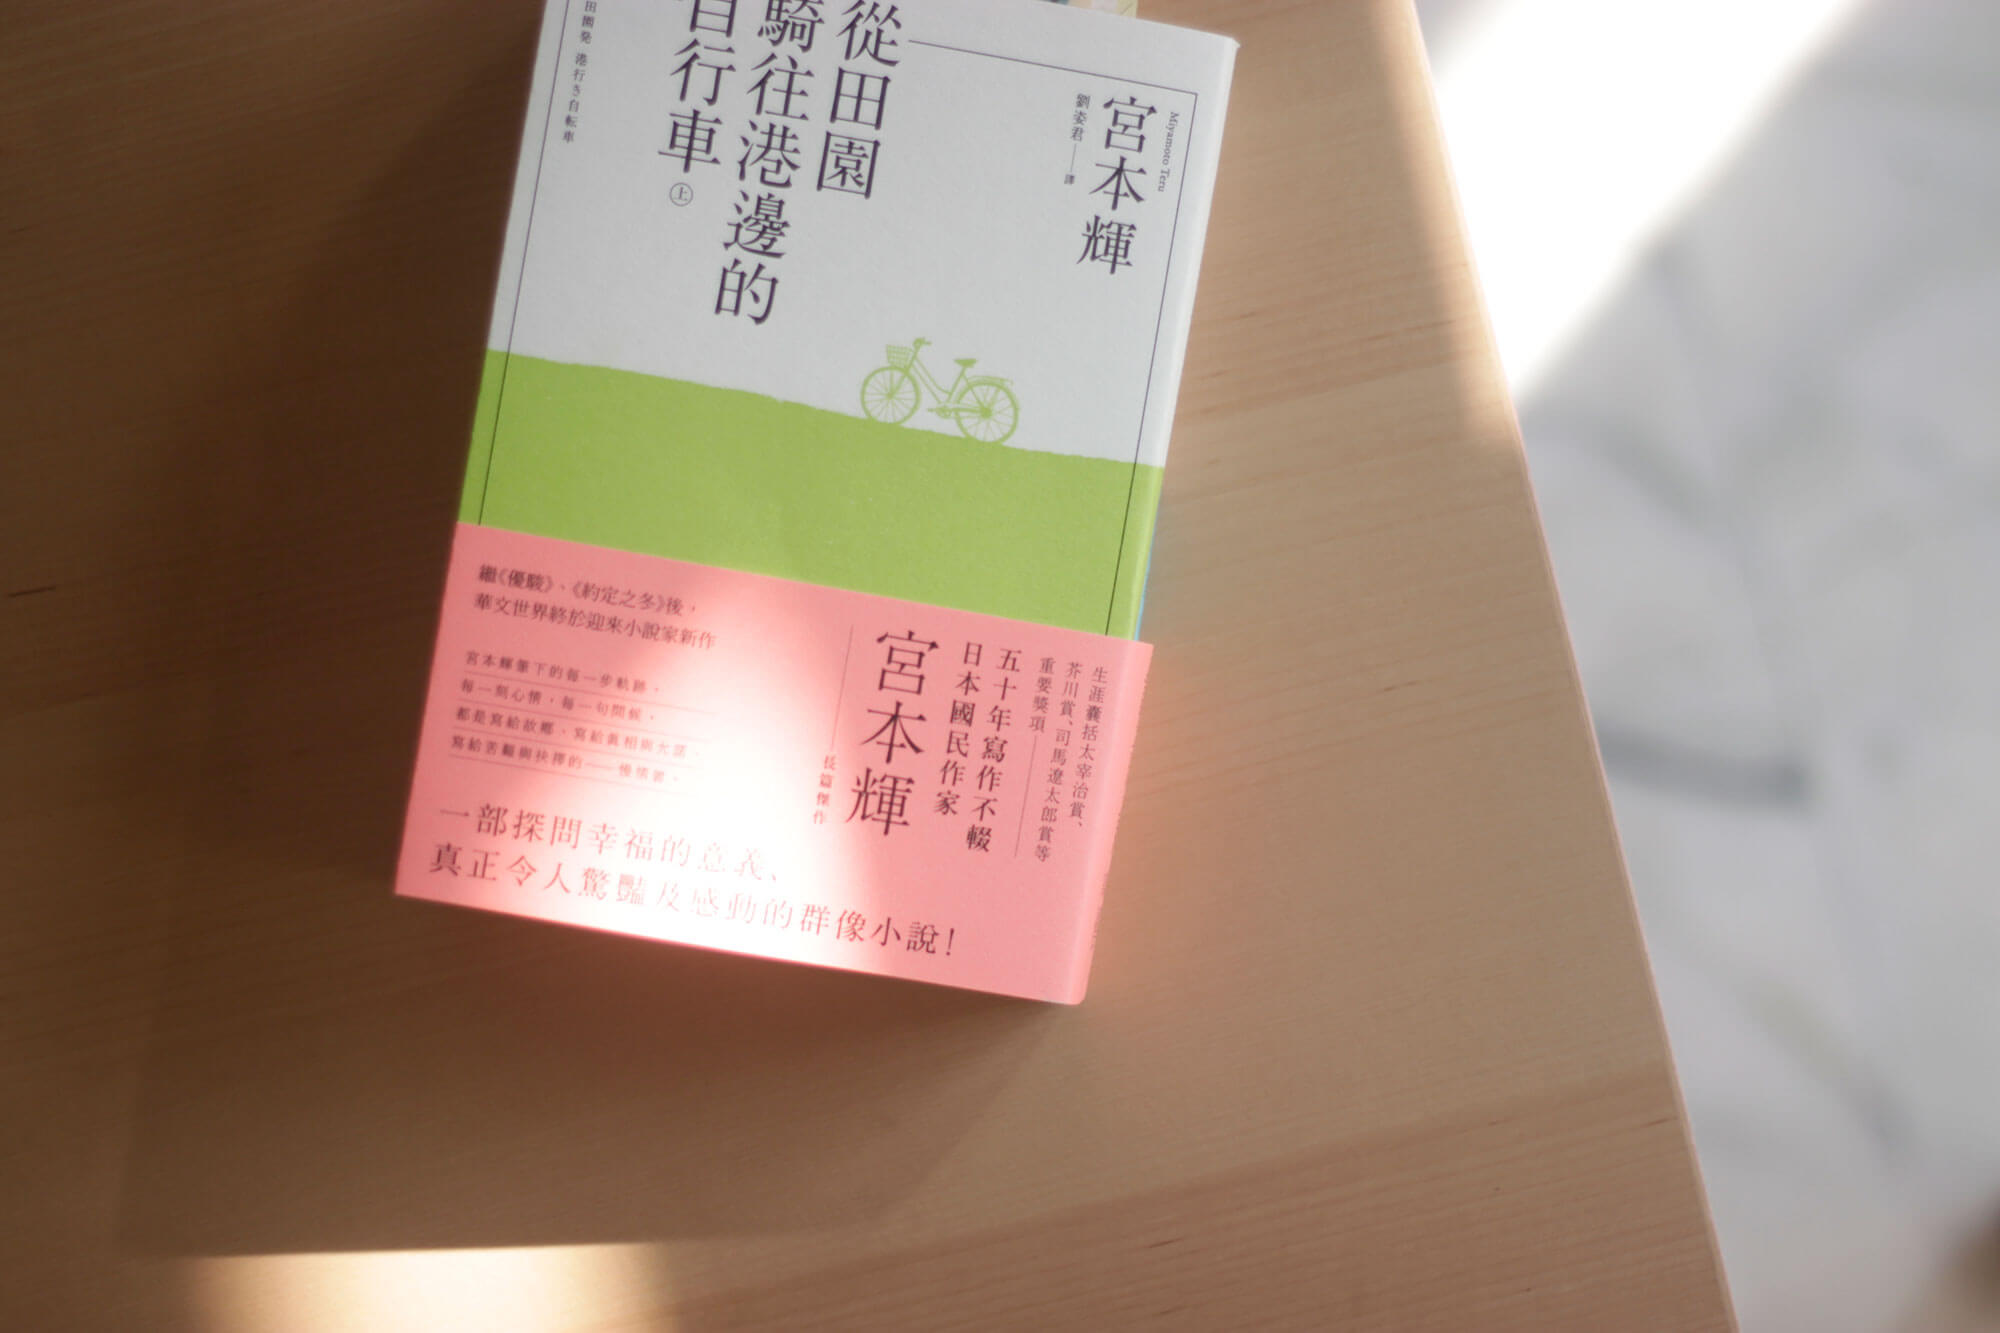 從田園
騎往港邊的
自行車 上
田園発 港行き自転車
Miyamoto Teru
宮本輝
劉姿君——譯
繼《優駿》、《約定之冬》後，
華文世界終於迎來小說家新作
宮本輝筆下的每一步軌跡，
每一刻心情，每一句問候，
都是寫給故鄉、寫給真相與允諾、
寫給苦難與抉擇的——慢情書。
生涯囊括太宰治賞、
芥川賞、司馬遼太郎賞等
重要獎項——
五十年寫作不輟
日本國民作家
宮本輝
——長篇傑作
一部探問幸福的意義、
真正令人驚豔及感動的群像小說！